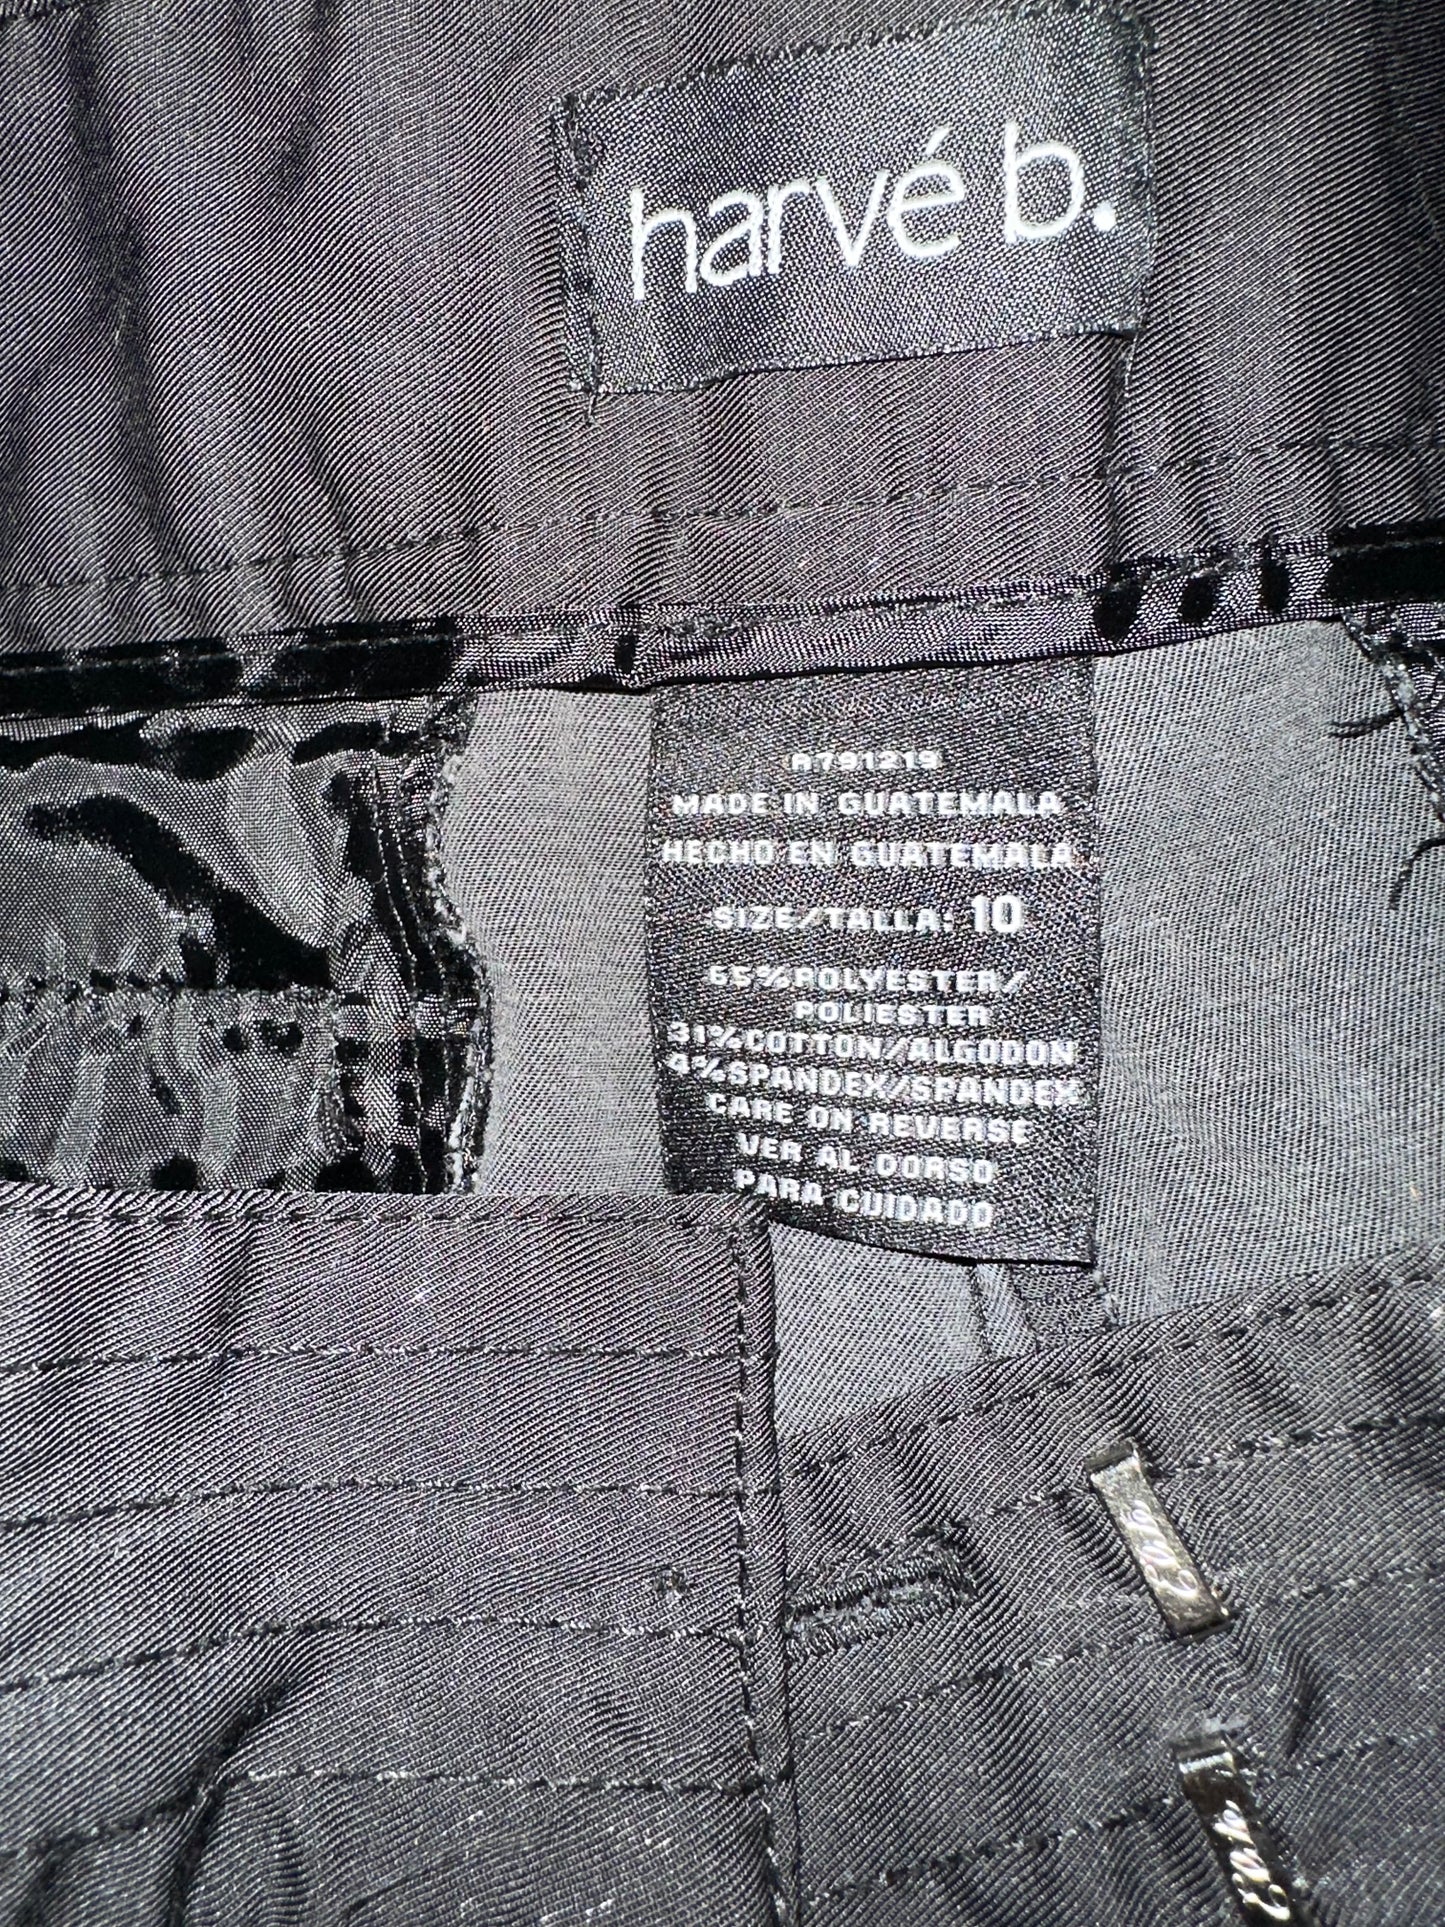 harvé b.
A791219
MADE IN GUATEMALA
HECHO EN GUATEMALA
SIZE/TALLA: 10
65%POLYESTER/
POLIESTER
31%COTTON/ALGODON
4%SPANDEX/SPANDEX
CARE ON REVERSE
VER AL DORSO
PARA CUIDADO